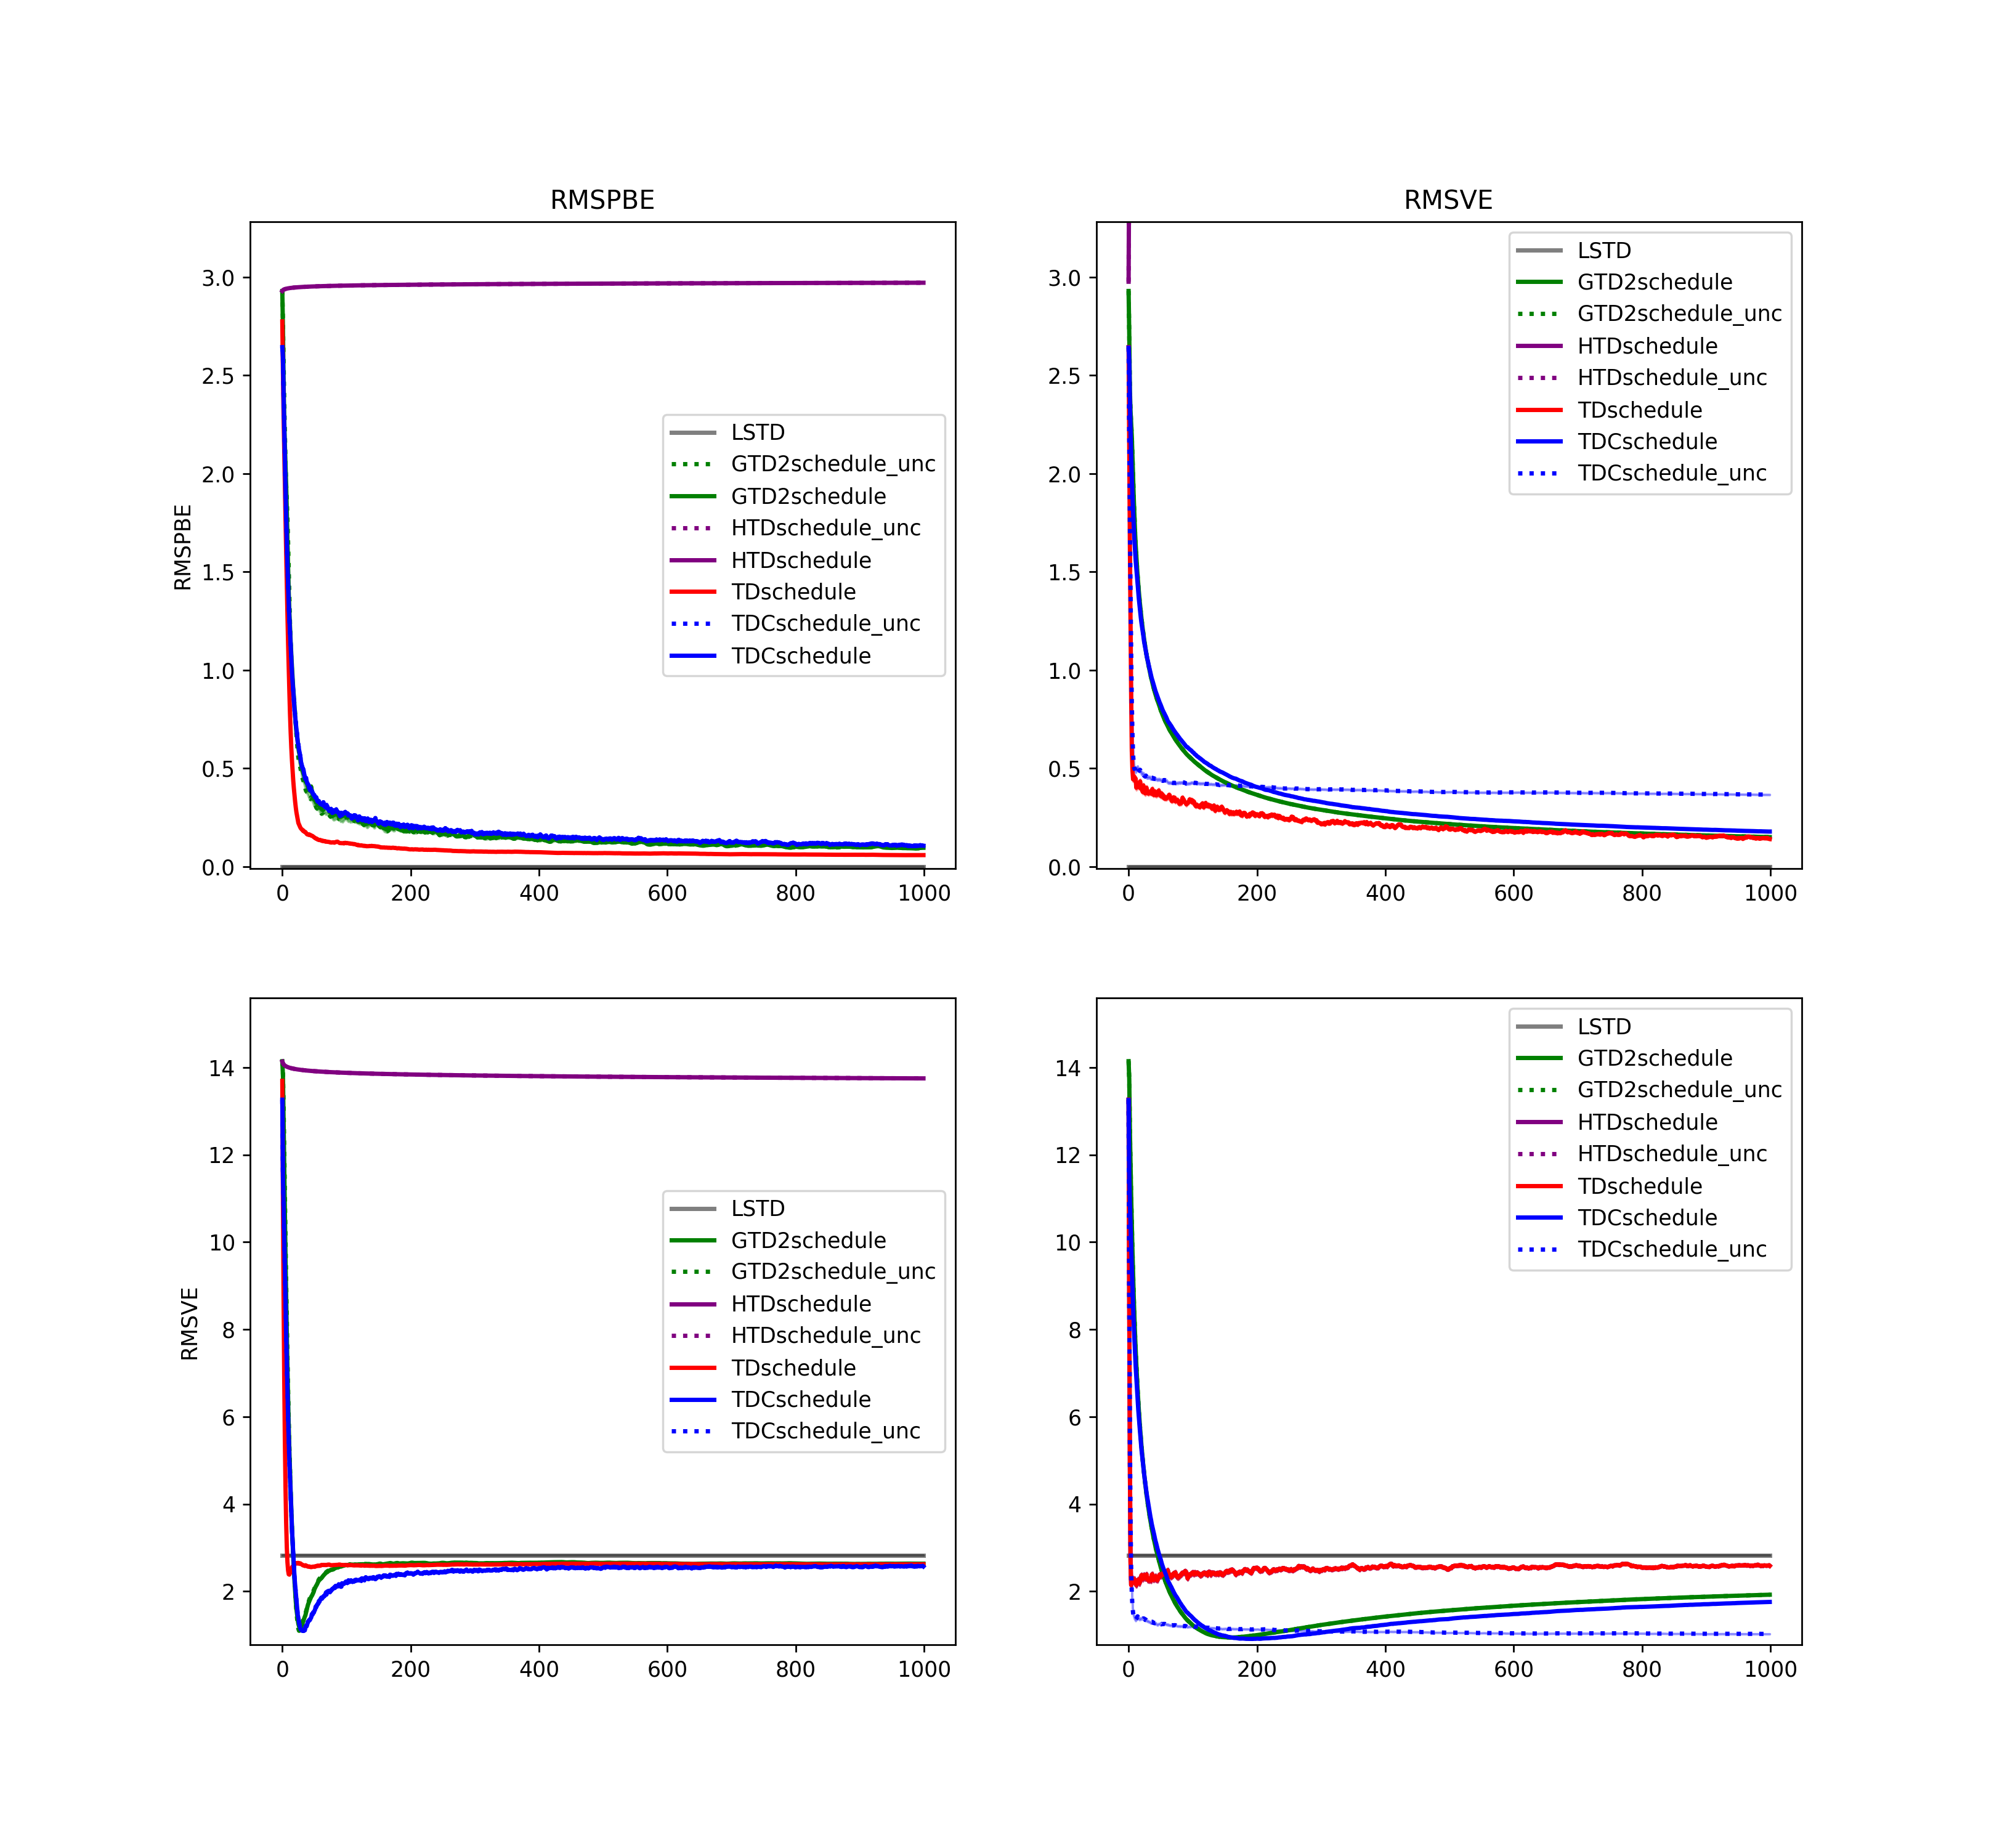 RMSPBE
RMSVE
RMSPBE
3.0
2.5
2.0
1.5
1.0
0.5
0.0
0 200 400 600 800 1000
LSTD
GTD2schedule_unc
GTD2schedule
HTDschedule_unc
HTDschedule
TDschedule
TDCschedule_unc
TDCschedule
3.0
2.5
2.0
1.5
1.0
0.5
0.0
0 200 400 600 800 1000
LSTD
GTD2schedule
GTD2schedule_unc
HTDschedule
HTDschedule_unc
TDschedule
TDCschedule
TDCschedule_unc
RMSVE
14
12
10
8
6
4
2
0 200 400 600 800 1000
LSTD
GTD2schedule
GTD2schedule_unc
HTDschedule
HTDschedule_unc
TDschedule
TDCschedule
TDCschedule_unc
14
12
10
8
6
4
2
0 200 400 600 800 1000
LSTD
GTD2schedule
GTD2schedule_unc
HTDschedule
HTDschedule_unc
TDschedule
TDCschedule
TDCschedule_unc